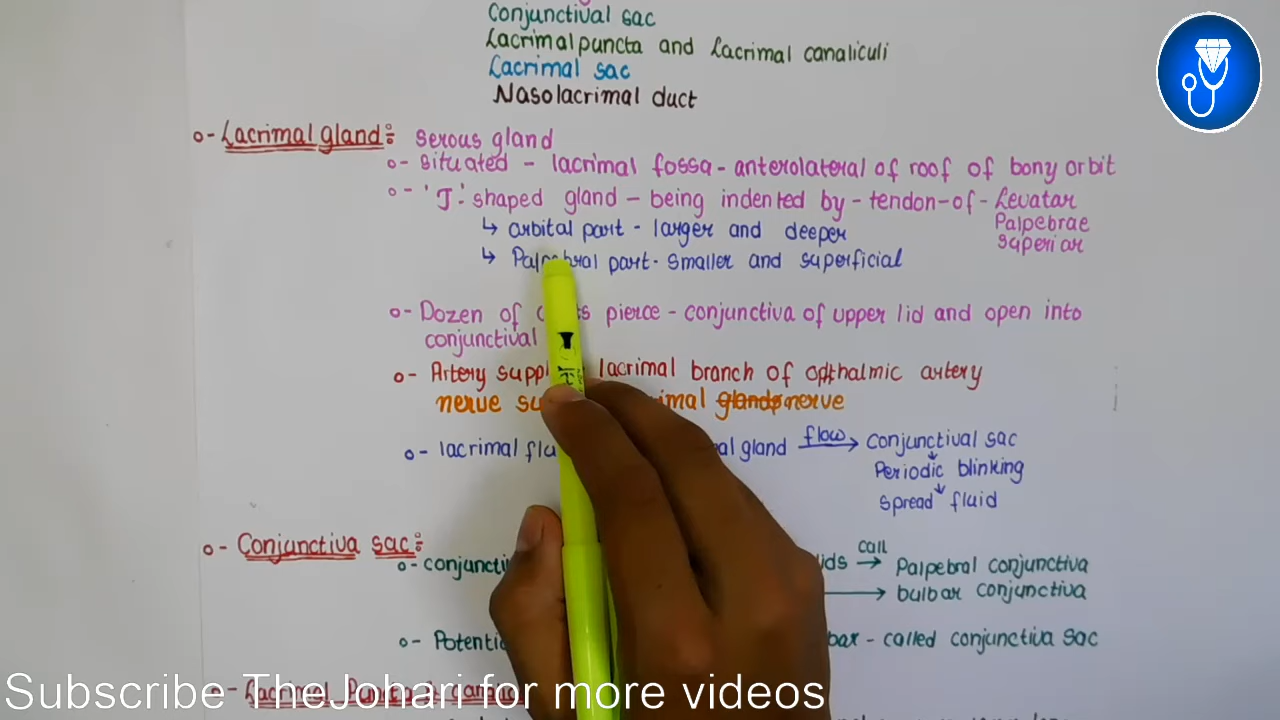 Conjunctival sac
Lacrimal puncta and Lacrimal canaliculi
Lacrimal sac
Nasolacrimal duct
o- Lacrimal gland: serous gland
o- situated - lacrimal fossa - anterolateral of roof of bony orbit
o- 'J': shaped gland - being indented by - tendon-of - Levatar
Palpebrae
superiar
↳ orbital part - larger and deeper
↳ part - smaller and superficial
o- Dozen of pierce - conjunctiva of upper lid and open into
conjunctival
o- Artery lacrimal branch of opthalmic artery
nerve nerve
o- lacrimal gland flow → conjunctival sac
↓
Periodic blinking
↓
spread fluid
o- Conjunctiva sac:
o- call → Palpebral conjunctiva
→ bulbar conjunctiva
o- - called conjunctiva sac
o- Lacrimal
Subscribe TheJohari for more videos